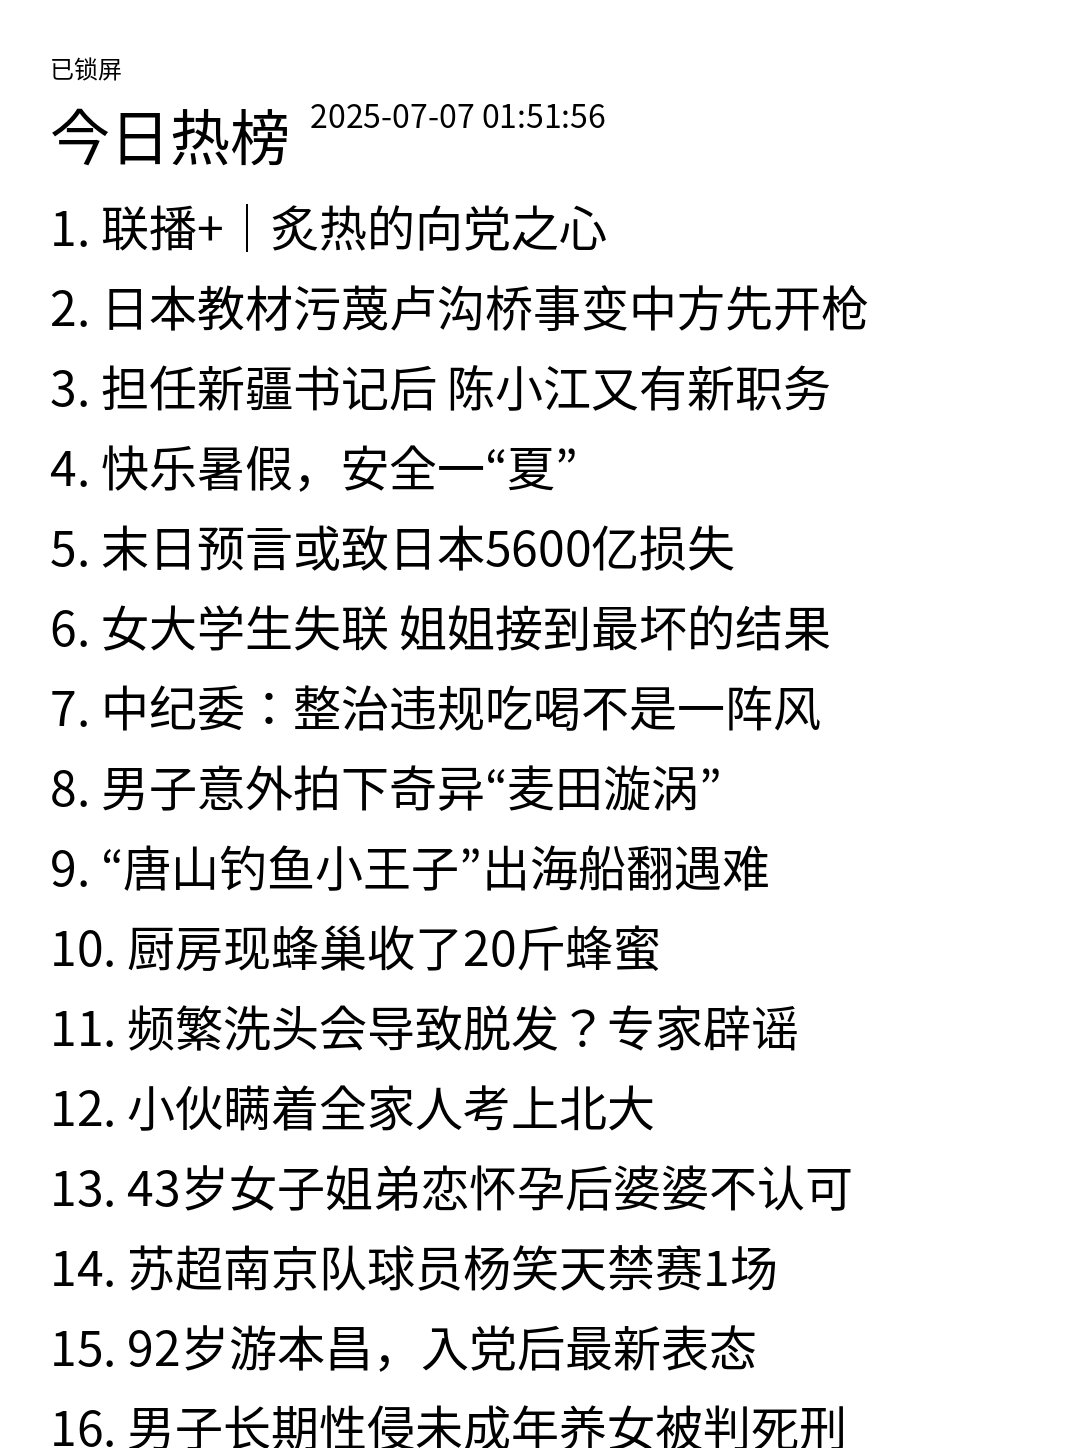 已锁屏
今日热榜 2025-07-07 01:51:56
1. 联播+｜炙热的向党之心
2. 日本教材污蔑卢沟桥事变中方先开枪
3. 担任新疆书记后 陈小江又有新职务
4. 快乐暑假，安全一“夏”
5. 末日预言或致日本5600亿损失
6. 女大学生失联 姐姐接到最坏的结果
7. 中纪委：整治违规吃喝不是一阵风
8. 男子意外拍下奇异“麦田漩涡”
9. “唐山钓鱼小王子”出海船翻遇难
10. 厨房现蜂巢收了20斤蜂蜜
11. 频繁洗头会导致脱发？专家辟谣
12. 小伙瞒着全家人考上北大
13. 43岁女子姐弟恋怀孕后婆婆不认可
14. 苏超南京队球员杨笑天禁赛1场
15. 92岁游本昌，入党后最新表态
16. 男子长期性侵未成年养女被判死刑